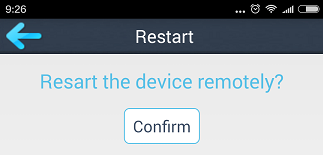 9:26
Restart
Resart the device remotely?
Confirm